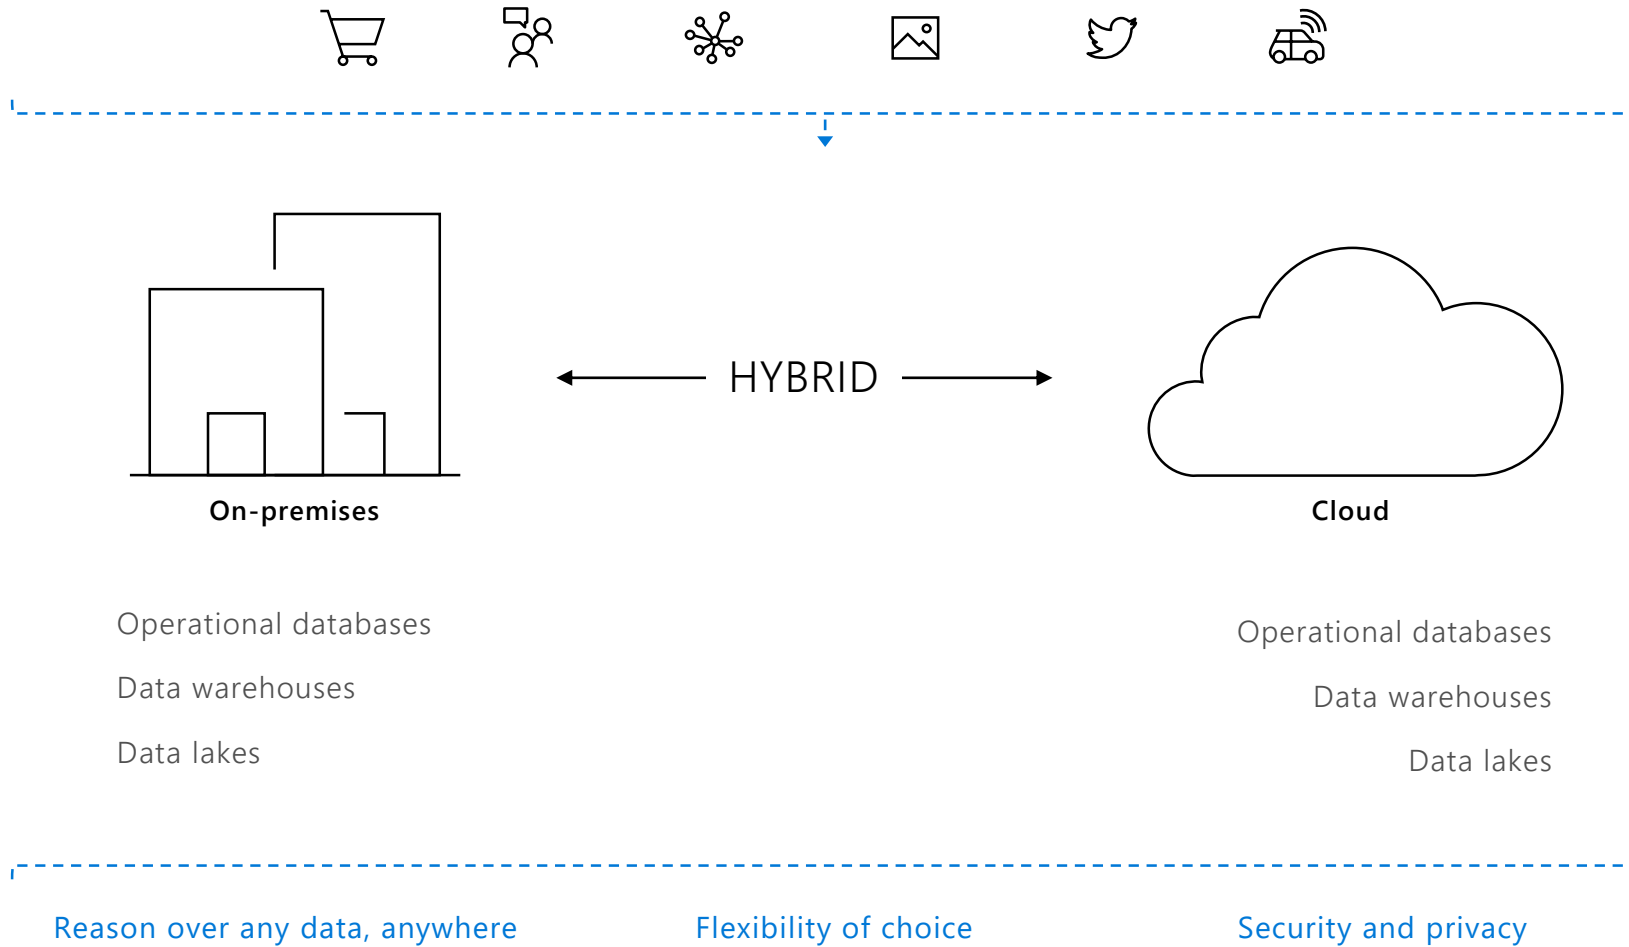 HYBRID
On-premises
Cloud
Operational databases
Data warehouses
Data lakes
Operational databases
Data warehouses
Data lakes
Reason over any data, anywhere
Flexibility of choice
Security and privacy